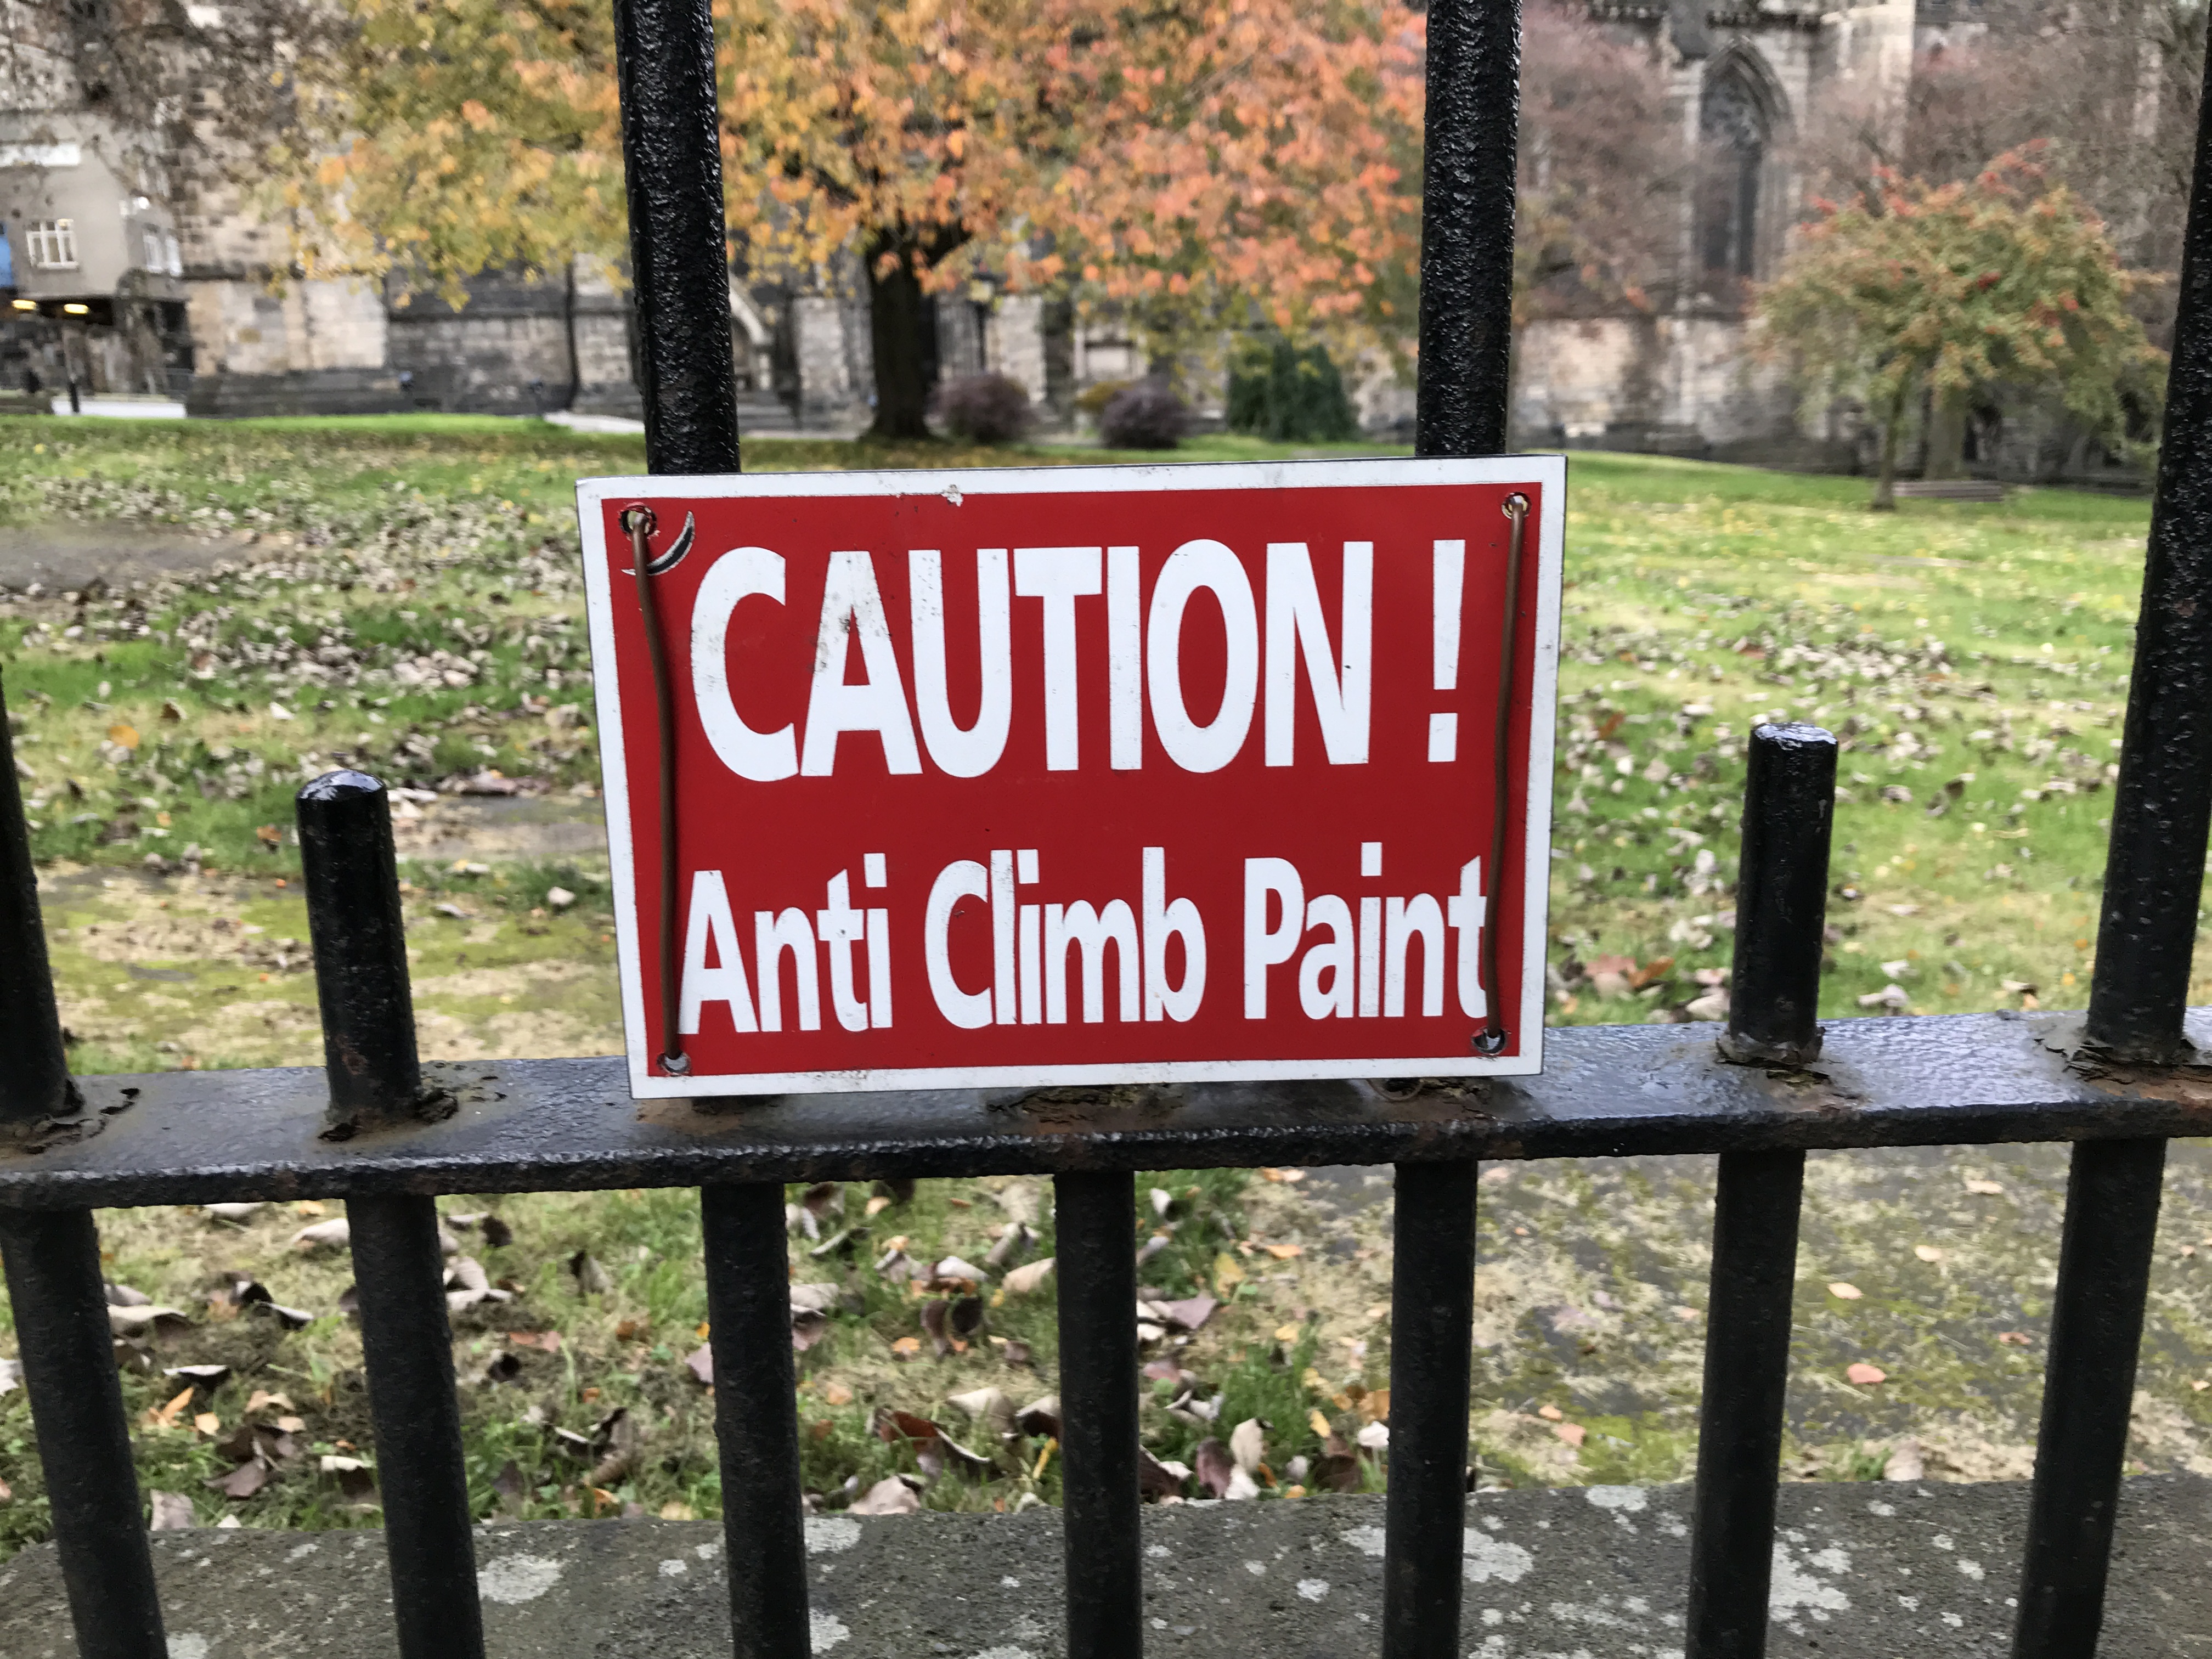 CAUTION !
Anti Climb Paint